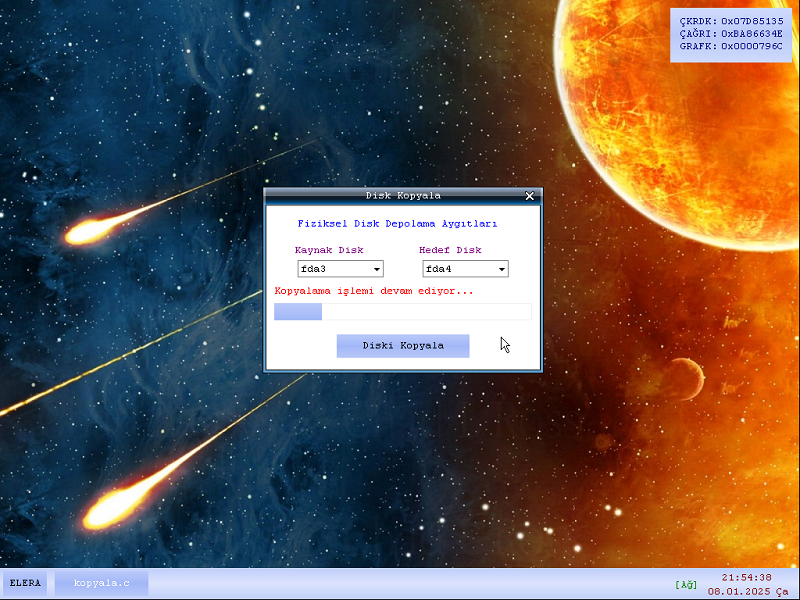 ÇKRDK: 0x07D85135
ÇAĞRI: 0xBA86634E
GRAFK: 0x0000796C
Disk Kopyala
Fiziksel Disk Depolama Aygıtları
Kaynak Disk Hedef Disk
fda3 fda4
Kopyalama işlemi devam ediyor...
Diski Kopyala
ELERA kopyala.c [Ağ] 21:54:38
08.01.2025 Ça